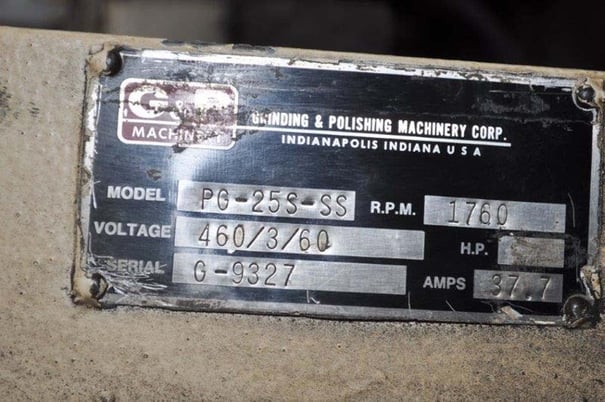 G & P
MACHINERY
GRINDING & POLISHING MACHINERY CORP.
INDIANAPOLIS INDIANA U S A
MODEL PG-25S-SS R.P.M. 1760
VOLTAGE 460/3/60 H.P.
SERIAL G-9327 AMPS 37.7